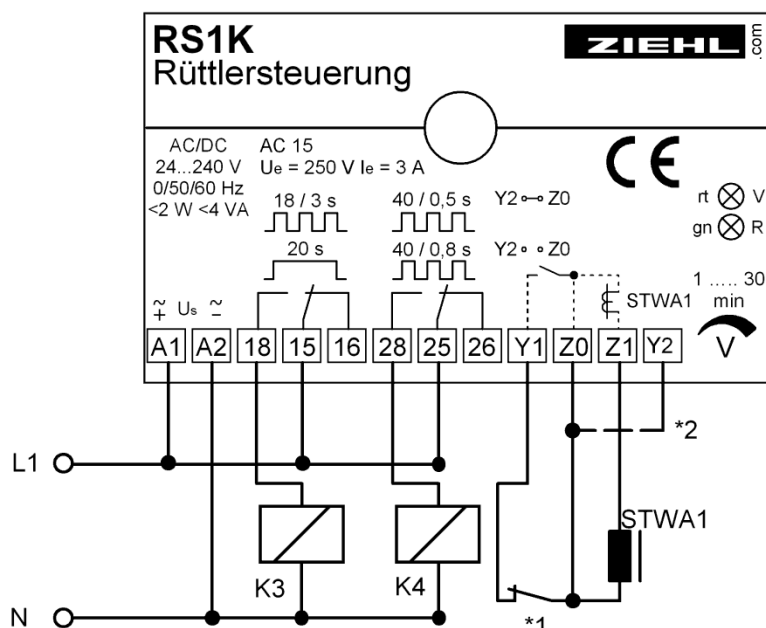 RS1K
ZIEHL .com
Rüttlersteuerung
AC/DC
24...240 V
0/50/60 Hz
<2 W <4 VA
AC 15
Ue = 250 V Ie = 3 A
18 / 3 s
20 s
40 / 0,5 s
40 / 0,8 s
Y2 Z0
Y2 Z0
STWA1
CE
rt V
gn R
1 ..... 30
min
V
~ + Us ~ -
A1 A2 18 15 16 28 25 26 Y1 Z0 Z1 Y2
*2
L1
STWA1
K3
K4
N
*1